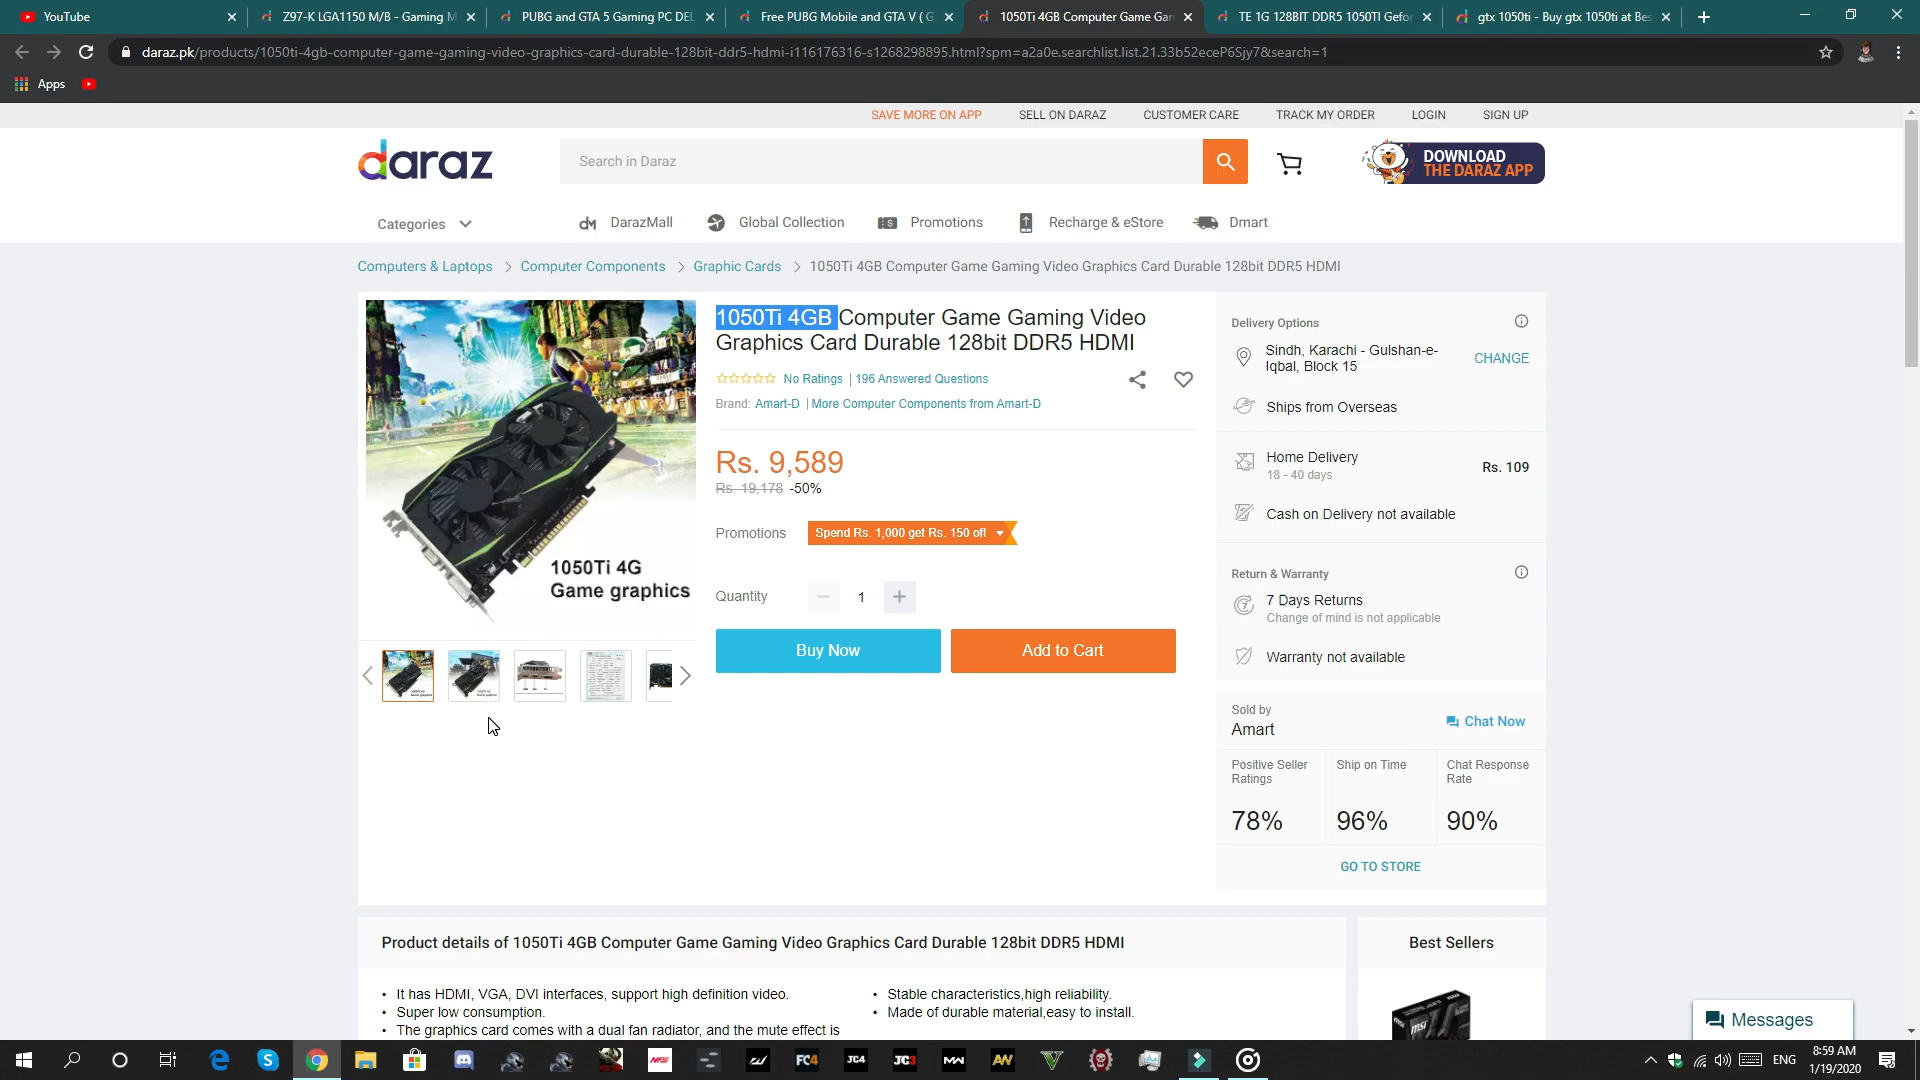 YouTube
Z97-K LGA1150 M/B - Gaming M
PUBG and GTA 5 Gaming PC DEL
Free PUBG Mobile and GTA V ( G
1050Ti 4GB Computer Game Gan
TE 1G 128BIT DDR5 1050TI Gefor
gtx 1050ti - Buy gtx 1050ti at Bes
daraz.pk/products/1050ti-4gb-computer-game-gaming-video-graphics-card-durable-128bit-ddr5-hdmi-i116176316-s1268298895.html?spm=a2a0e.searchlist.list.21.33b52eceP6Sjy7&search=1
Apps
SAVE MORE ON APP
SELL ON DARAZ
CUSTOMER CARE
TRACK MY ORDER
LOGIN
SIGN UP
daraz
Search in Daraz
DOWNLOAD
THE DARAZ APP
Categories
DarazMall
Global Collection
Promotions
Recharge & eStore
Dmart
Computers & Laptops > Computer Components > Graphic Cards > 1050Ti 4GB Computer Game Gaming Video Graphics Card Durable 128bit DDR5 HDMI
1050Ti 4G
Game graphics
1050Ti 4GB Computer Game Gaming Video
Graphics Card Durable 128bit DDR5 HDMI
No Ratings | 196 Answered Questions
Brand: Amart-D | More Computer Components from Amart-D
Rs. 9,589
Rs. 19,178 -50%
Promotions
Spend Rs. 1,000 get Rs. 150 off
Quantity
1
Buy Now
Add to Cart
Delivery Options
Sindh, Karachi - Gulshan-e-
Iqbal, Block 15
CHANGE
Ships from Overseas
Home Delivery
18 - 40 days
Rs. 109
Cash on Delivery not available
Return & Warranty
7 Days Returns
Change of mind is not applicable
Warranty not available
Sold by
Amart
Chat Now
Positive Seller
Ratings
78%
Ship on Time
96%
Chat Response
Rate
90%
GO TO STORE
Product details of 1050Ti 4GB Computer Game Gaming Video Graphics Card Durable 128bit DDR5 HDMI
• It has HDMI, VGA, DVI interfaces, support high definition video.
• Super low consumption.
• The graphics card comes with a dual fan radiator, and the mute effect is
• Stable characteristics,high reliability.
• Made of durable material,easy to install.
Best Sellers
msi
Messages
NFS
FC4
JC4
JC3
MW
AW
ENG
8:59 AM
1/19/2020